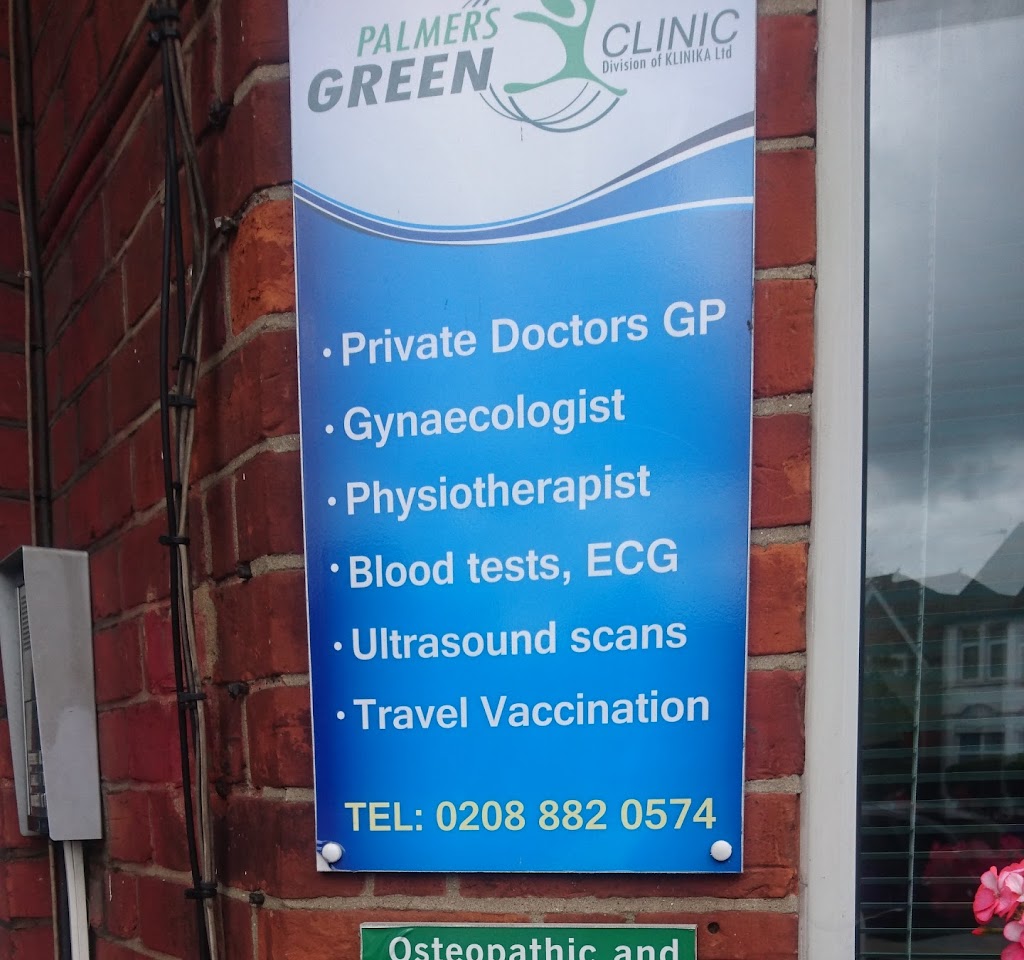 PALMERS
GREEN
CLINIC
Division of KLINIKA Ltd
• Private Doctors GP
• Gynaecologist
• Physiotherapist
• Blood tests, ECG
• Ultrasound scans
• Travel Vaccination
TEL: 0208 882 0574
Osteopathic and